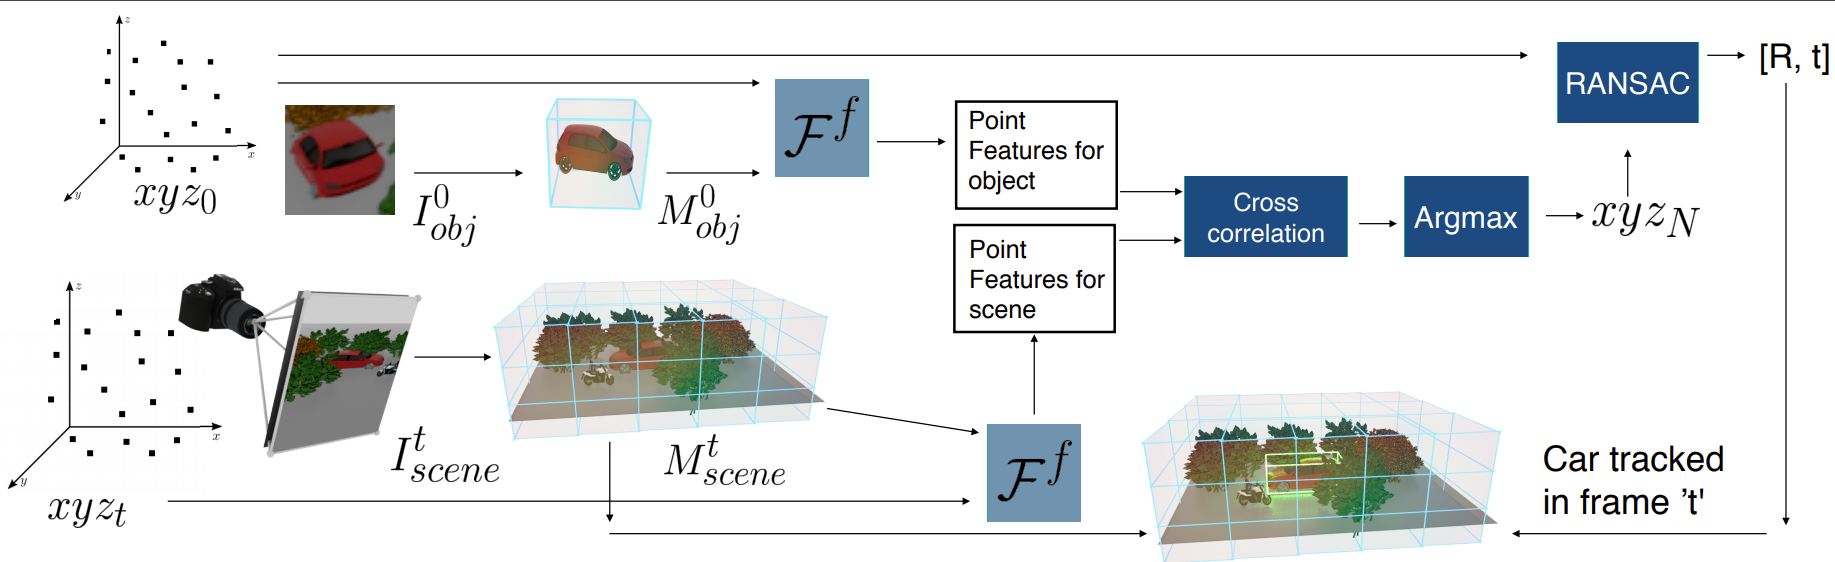 z
x
y
xyz_0
I^0_{obj}
M^0_{obj}
\mathcal{F}^f
Point
Features for
object
Cross
correlation
Argmax
xyz_N
RANSAC
[R, t]
z
x
y
xyz_t
I^t_{scene}
M^t_{scene}
\mathcal{F}^f
Point
Features for
scene
Car tracked
in frame ’t'